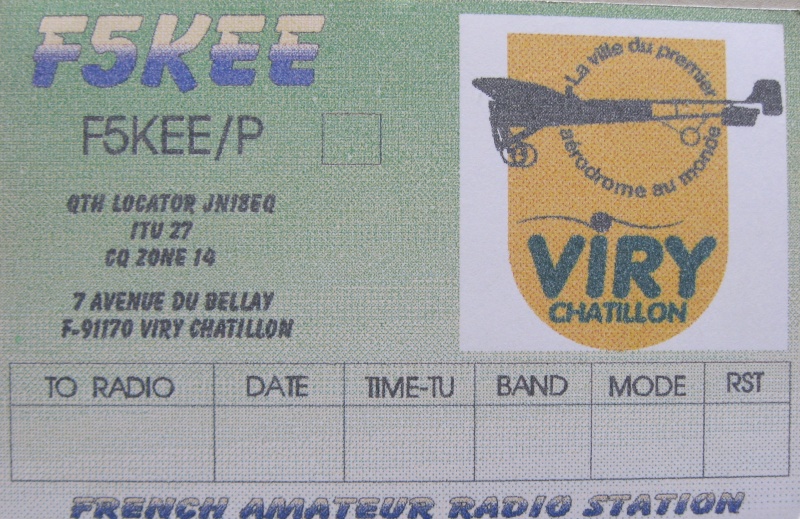 F5KEE
F5KEE/P
QTH LOCATOR JN18EQ
ITU 27
CQ ZONE 14
7 AVENUE DU BELLAY
F-91170 VIRY CHATILLON
La ville du premier
aérodrome au monde
VIRY
CHATILLON
TO RADIO DATE TIME-TU BAND MODE RST
FRENCH AMATEUR RADIO STATION